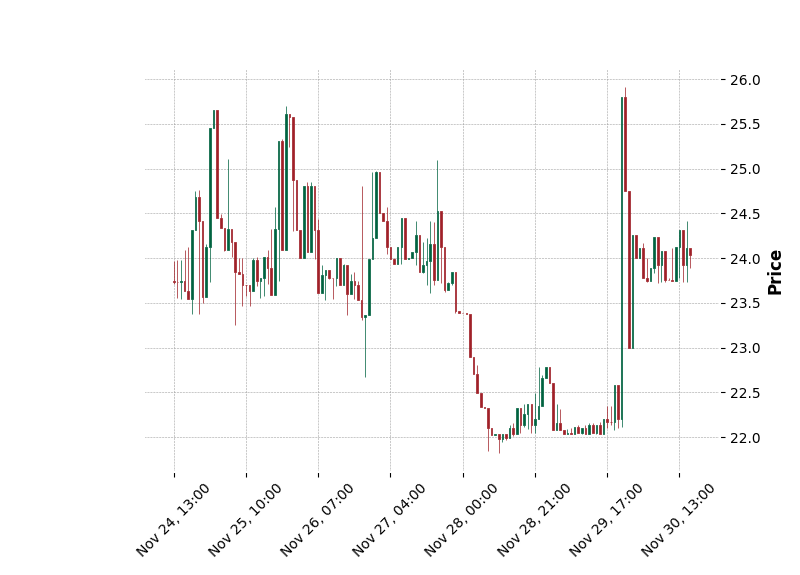 26.0
25.5
25.0
24.5
24.0
23.5
23.0
22.5
22.0
Price
Nov 24, 13:00
Nov 25, 10:00
Nov 26, 07:00
Nov 27, 04:00
Nov 28, 00:00
Nov 28, 21:00
Nov 29, 17:00
Nov 30, 13:00